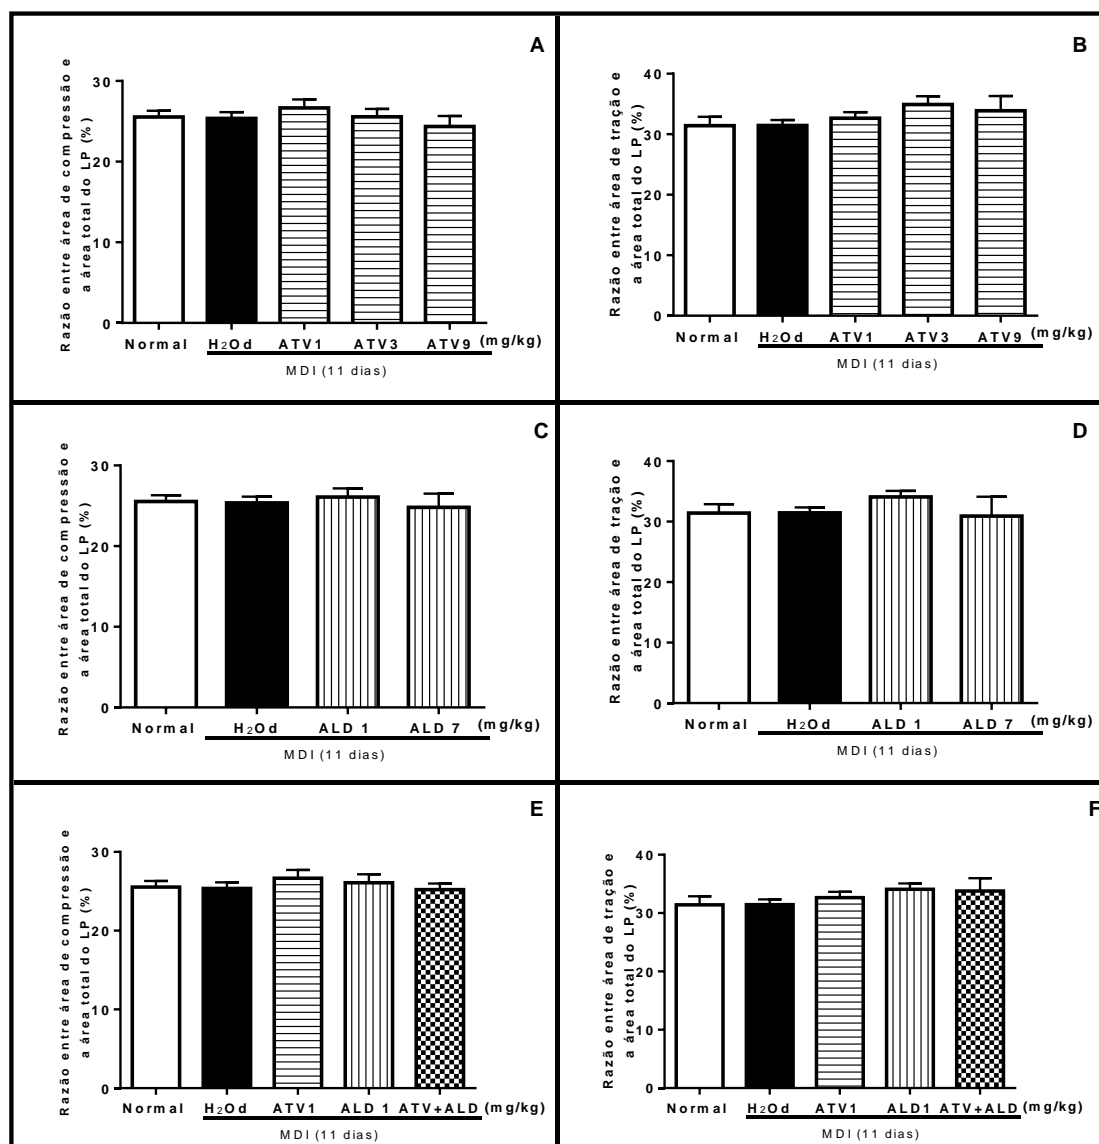 A
Razão entre área de compressão e
a área total do LP (%)
30
20
10
0
Normal H₂Od ATV1 ATV3 ATV9 (mg/kg)
MDI (11 dias)
B
Razão entre área de tração e
a área total do LP (%)
40
30
20
10
0
Normal H₂Od ATV1 ATV3 ATV9 (mg/kg)
MDI (11 dias)
C
Razão entre área de compressão e
a área total do LP (%)
30
20
10
0
Normal H₂Od ALD 1 ALD 7 (mg/kg)
MDI (11 dias)
D
Razão entre área de tração e
a área total do LP (%)
40
30
20
10
0
Normal H₂Od ALD 1 ALD 7 (mg/kg)
MDI (11 dias)
E
Razão entre área de compressão e
a área total do LP (%)
30
20
10
0
Normal H₂Od ATV1 ALD 1 ATV+ALD (mg/kg)
MDI (11 dias)
F
Razão entre área de tração e
a área total do LP (%)
40
30
20
10
0
Normal H₂Od ATV1 ALD1 ATV+ALD (mg/kg)
MDI (11 dias)